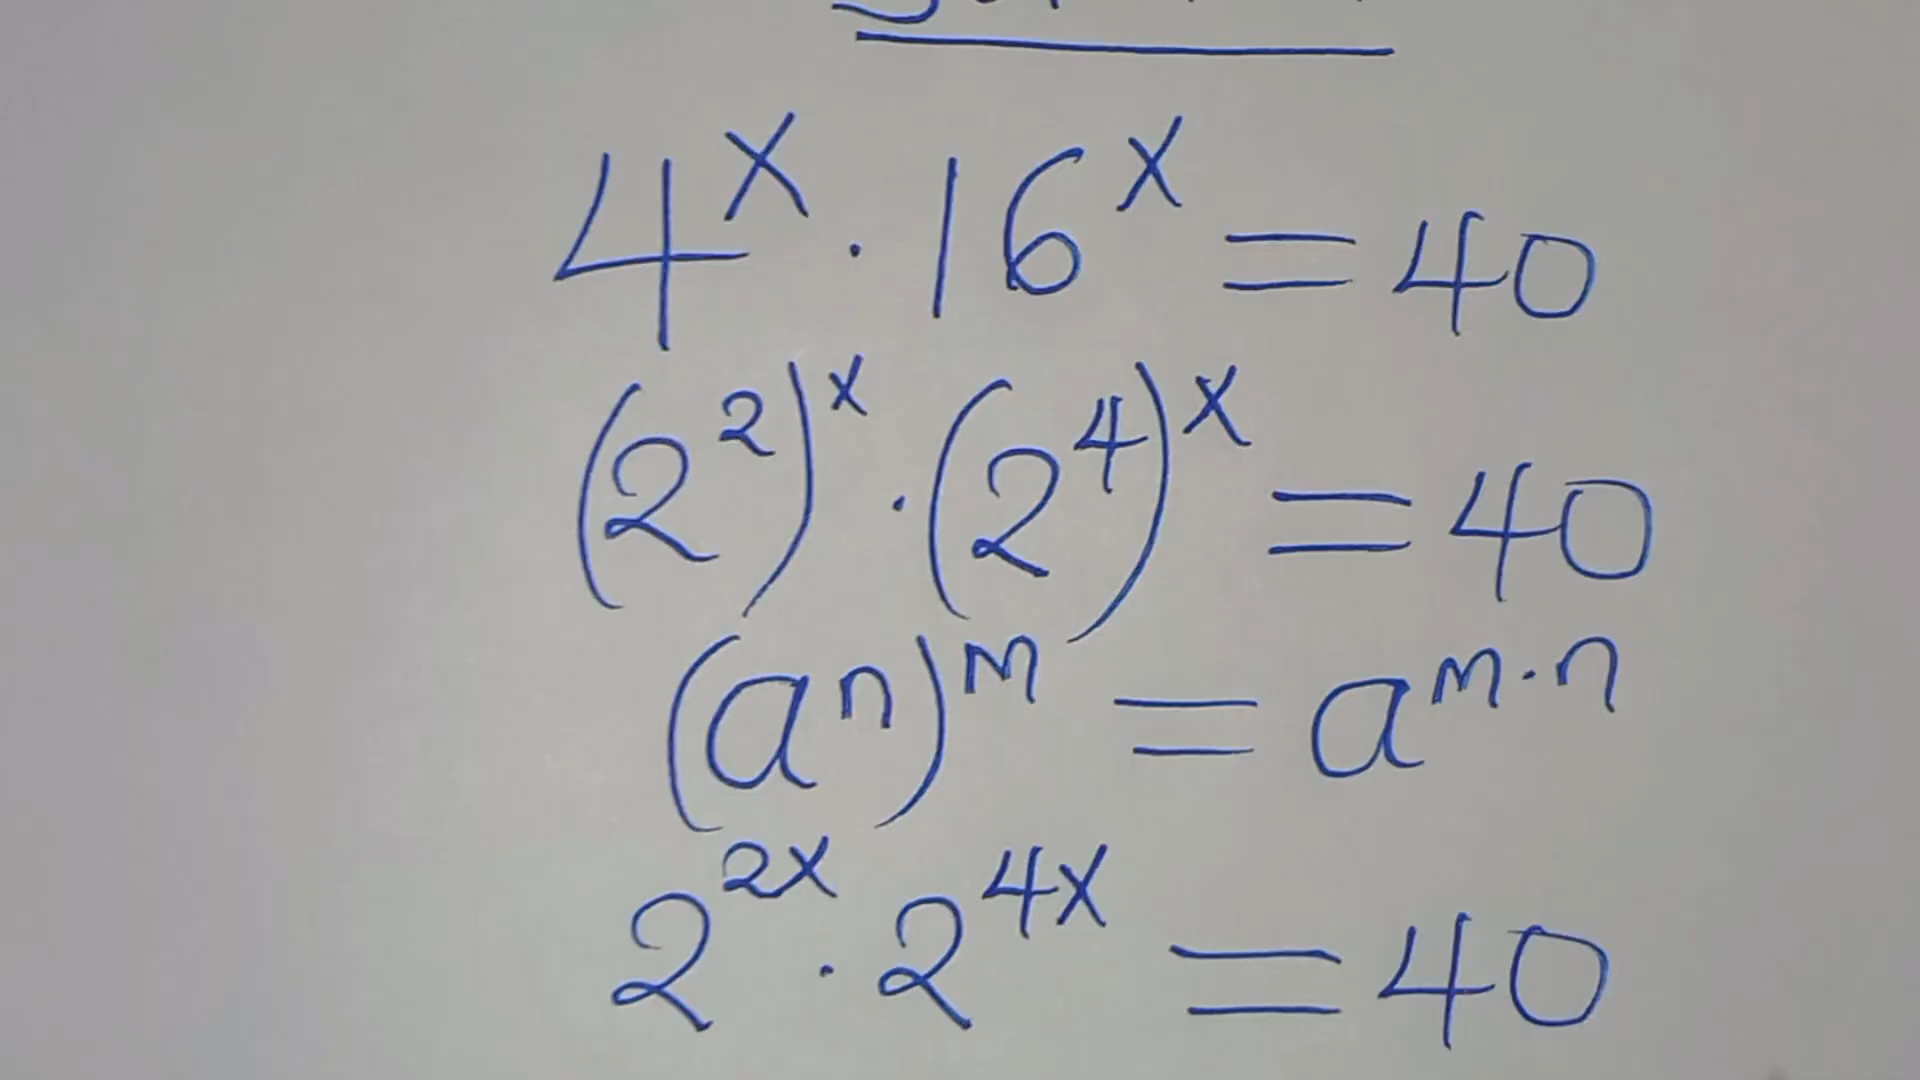 4^x · 16^x = 40
(2^2)^x · (2^4)^x = 40
(a^n)^m = a^m·n
2^2x · 2^4x = 40